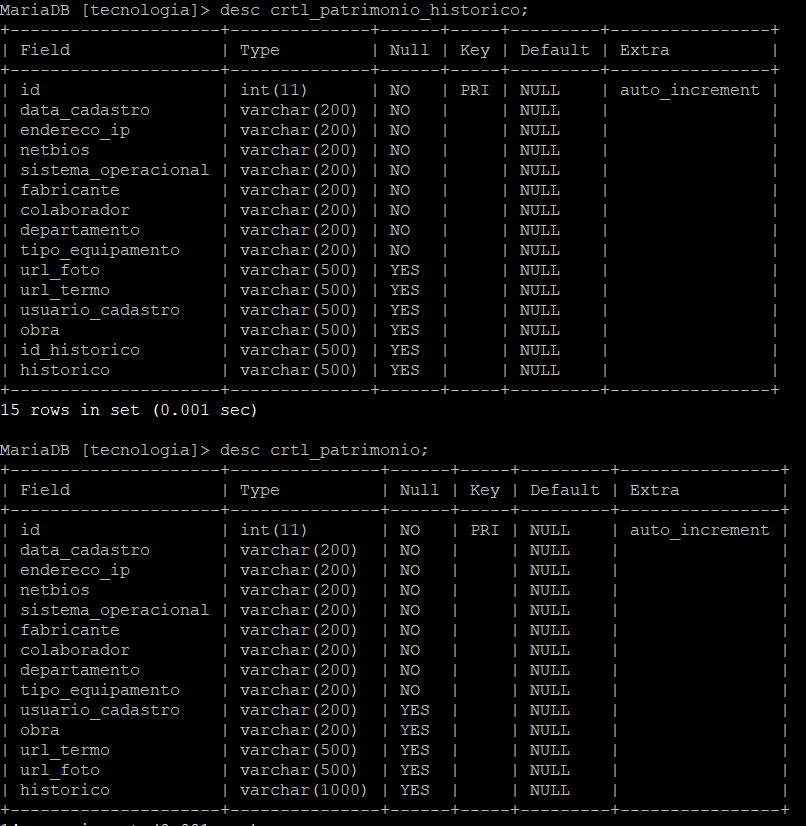 MariaDB [tecnologia]> desc crtl_patrimonio_historico;
+---------------------+--------------+------+-----+---------+----------------+
| Field               | Type         | Null | Key | Default | Extra          |
+---------------------+--------------+------+-----+---------+----------------+
| id                  | int(11)      | NO   | PRI | NULL    | auto_increment |
| data_cadastro       | varchar(200) | NO   |     | NULL    |                |
| endereco_ip         | varchar(200) | NO   |     | NULL    |                |
| netbios             | varchar(200) | NO   |     | NULL    |                |
| sistema_operacional | varchar(200) | NO   |     | NULL    |                |
| fabricante          | varchar(200) | NO   |     | NULL    |                |
| colaborador         | varchar(200) | NO   |     | NULL    |                |
| departamento        | varchar(200) | NO   |     | NULL    |                |
| tipo_equipamento    | varchar(200) | NO   |     | NULL    |                |
| url_foto            | varchar(500) | YES  |     | NULL    |                |
| url_termo           | varchar(500) | YES  |     | NULL    |                |
| usuario_cadastro    | varchar(500) | YES  |     | NULL    |                |
| obra                | varchar(500) | YES  |     | NULL    |                |
| id_historico        | varchar(500) | YES  |     | NULL    |                |
| historico           | varchar(500) | YES  |     | NULL    |                |
+---------------------+--------------+------+-----+---------+----------------+
15 rows in set (0.001 sec)
MariaDB [tecnologia]> desc crtl_patrimonio;
+---------------------+---------------+------+-----+---------+----------------+
| Field               | Type          | Null | Key | Default | Extra          |
+---------------------+---------------+------+-----+---------+----------------+
| id                  | int(11)       | NO   | PRI | NULL    | auto_increment |
| data_cadastro       | varchar(200)  | NO   |     | NULL    |                |
| endereco_ip         | varchar(200)  | NO   |     | NULL    |                |
| netbios             | varchar(200)  | NO   |     | NULL    |                |
| sistema_operacional | varchar(200)  | NO   |     | NULL    |                |
| fabricante          | varchar(200)  | NO   |     | NULL    |                |
| colaborador         | varchar(200)  | NO   |     | NULL    |                |
| departamento        | varchar(200)  | NO   |     | NULL    |                |
| tipo_equipamento    | varchar(200)  | NO   |     | NULL    |                |
| usuario_cadastro    | varchar(200)  | YES  |     | NULL    |                |
| obra                | varchar(200)  | YES  |     | NULL    |                |
| url_termo           | varchar(500)  | YES  |     | NULL    |                |
| url_foto            | varchar(500)  | YES  |     | NULL    |                |
| historico           | varchar(1000) | YES  |     | NULL    |                |
+---------------------+---------------+------+-----+---------+----------------+